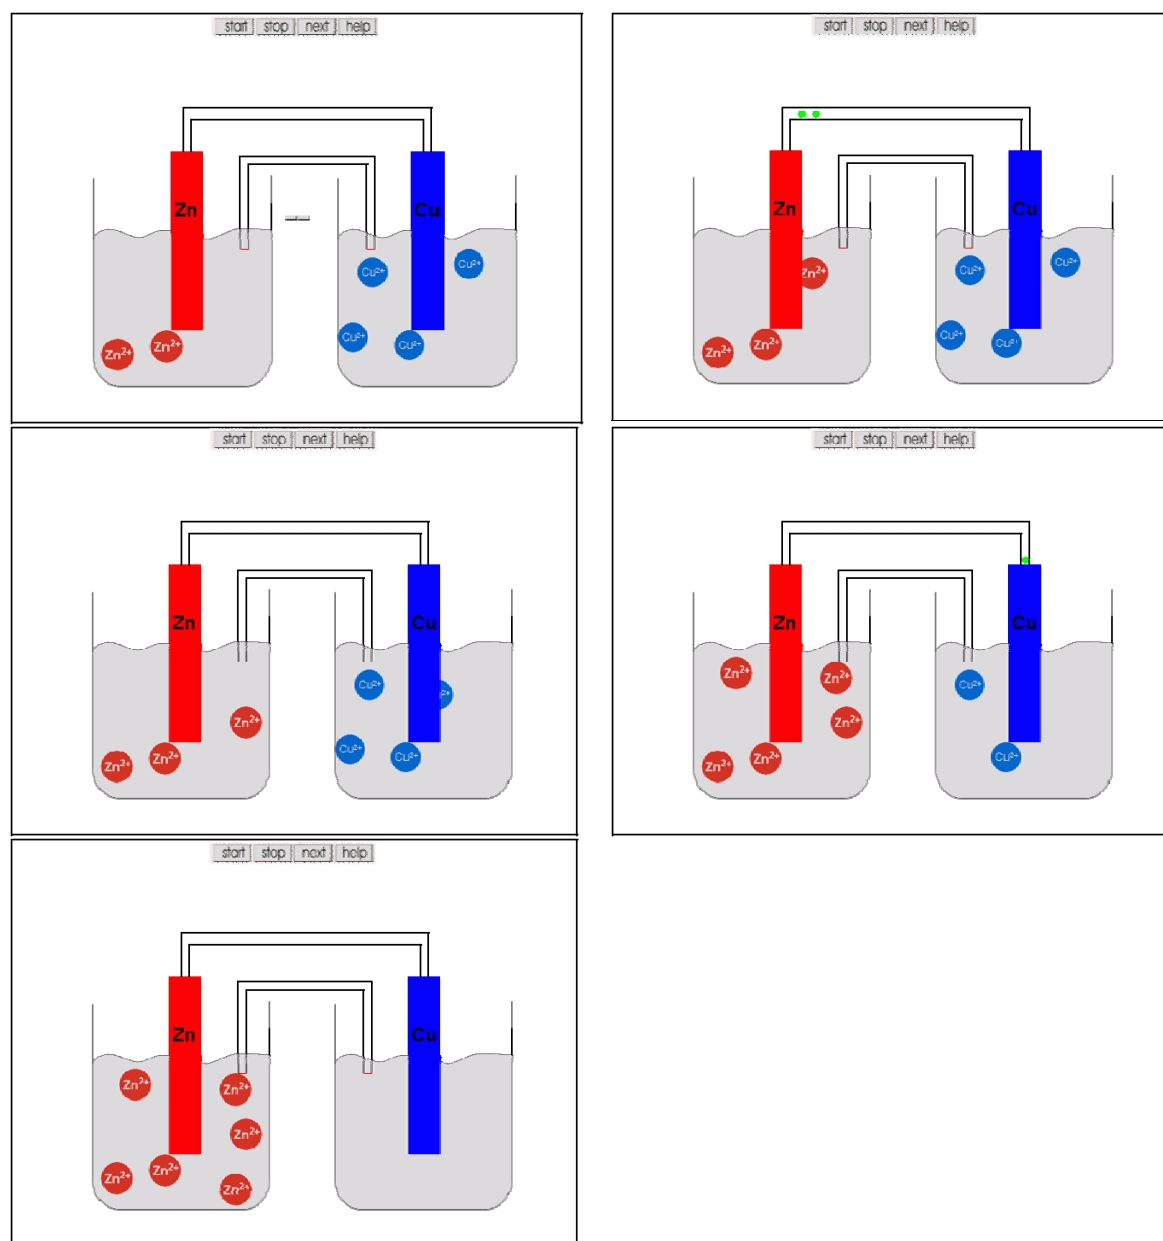 start stop next help
Zn Cu
Cu²⁺ Cu²⁺
Zn²⁺ Zn²⁺ Cu²⁺ Cu²⁺
start stop next help
Zn Cu
Zn²⁺ Cu²⁺ Cu²⁺
Zn²⁺ Zn²⁺ Cu²⁺ Cu²⁺
start stop next help
Zn Cu
Cu²⁺
Zn²⁺
Zn²⁺ Zn²⁺ Cu²⁺ Cu²⁺
start stop next help
Zn Cu
Zn²⁺ Zn²⁺ Cu²⁺
Zn²⁺
Zn²⁺ Zn²⁺ Cu²⁺
start stop next help
Zn Cu
Zn²⁺ Zn²⁺
Zn²⁺
Zn²⁺ Zn²⁺ Zn²⁺